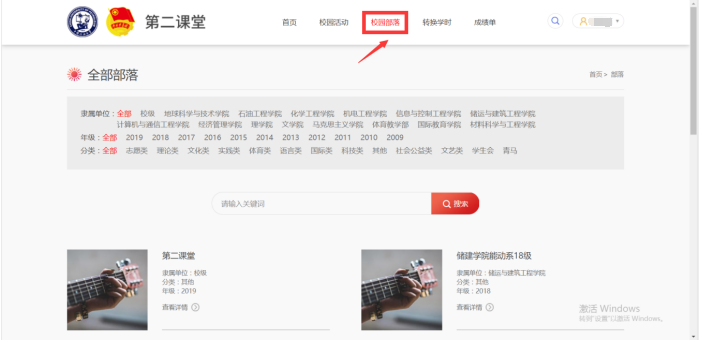 第二课堂
首页 校园活动 校园部落 转换学时 成绩单
全部部落
首页 > 部落
隶属单位：全部 校级 地球科学与技术学院 石油工程学院 化学工程学院 机电工程学院 信息与控制工程学院 储运与建筑工程学院
计算机与通信工程学院 经济管理学院 理学院 文学院 马克思主义学院 体育教学部 国际教育学院 材料科学与工程学院
年级：全部 2019 2018 2017 2016 2015 2014 2013 2012 2011 2010 2009
分类：全部 志愿类 理论类 文化类 实践类 体育类 语言类 国际类 科技类 其他 社会公益类 文艺类 学生会 青马
请输入关键词
搜索
第二课堂
隶属单位：校级
分类：其他
年级：2019
查看详情
储建学院能动系18级
隶属单位：储运与建筑工程学院
分类：其他
年级：2018
查看详情
激活 Windows
转到"设置"以激活 Windows。